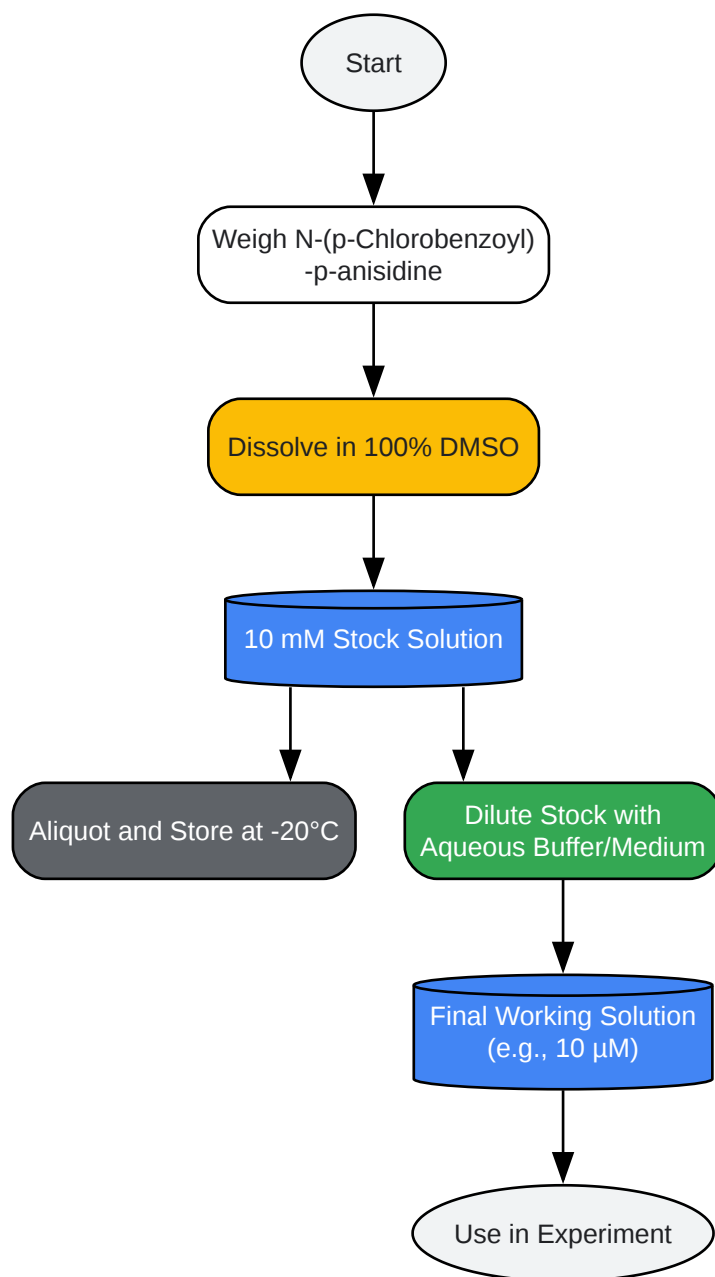 Start
Weigh N-(p-Chlorobenzoyl)
-p-anisidine
Dissolve in 100% DMSO
10 mM Stock Solution
Aliquot and Store at -20°C
Dilute Stock with
Aqueous Buffer/Medium
Final Working Solution
(e.g., 10 µM)
Use in Experiment